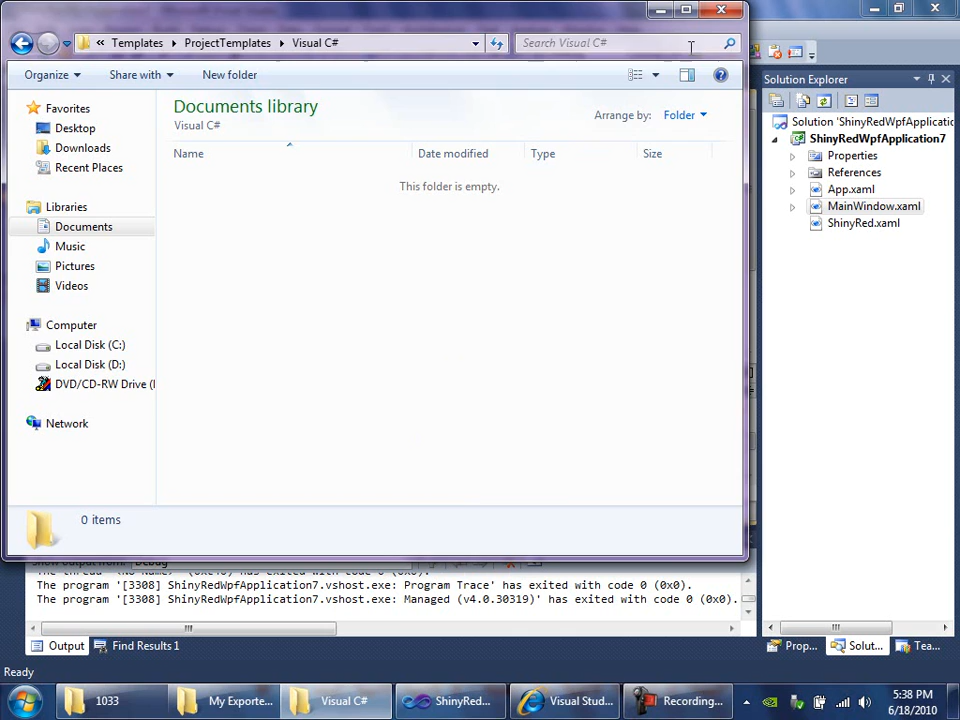 « Templates ▸ ProjectTemplates ▸ Visual C#
Search Visual C#
Organize
Share with
New folder
Favorites
Desktop
Downloads
Recent Places
Libraries
Documents
Music
Pictures
Videos
Computer
Local Disk (C:)
Local Disk (D:)
DVD/CD-RW Drive (
Network
Documents library
Visual C#
Arrange by: Folder
Name Date modified Type Size
This folder is empty.
0 items
Solution Explorer
Solution 'ShinyRedWpfApplicatio
ShinyRedWpfApplication7
Properties
References
App.xaml
MainWindow.xaml
ShinyRed.xaml
The program '[3308] ShinyRedWpfApplication7.vshost.exe: Program Trace' has exited with code 0 (0x0).
The program '[3308] ShinyRedWpfApplication7.vshost.exe: Managed (v4.0.30319)' has exited with code 0 (0x0).
Output Find Results 1
Prop... Solut... Tea...
Ready
1033
My Exporte...
Visual C#
ShinyRed...
Visual Stud...
Recording...
5:38 PM
6/18/2010